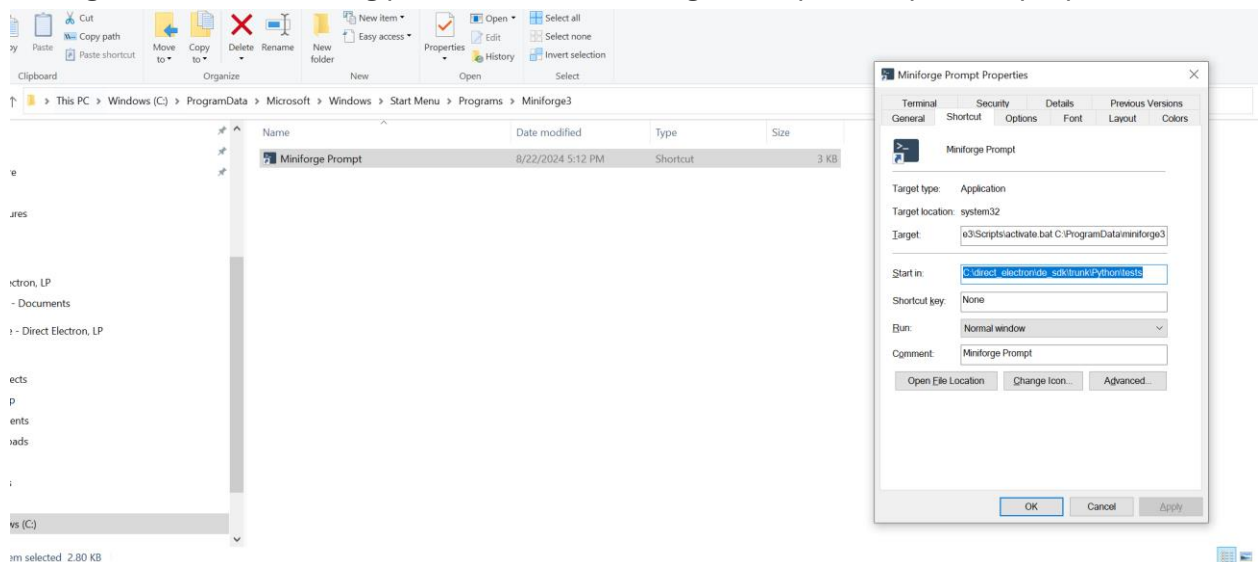 Cut
Copy path
Paste shortcut
Paste
Move to
Copy to
Delete
Rename
New folder
New item
Easy access
Properties
Open
Edit
History
Select all
Select none
Invert selection
Clipboard
Organize
New
Open
Select
This PC > Windows (C:) > ProgramData > Microsoft > Windows > Start Menu > Programs > Miniforge3
Name Date modified Type Size
Miniforge Prompt 8/22/2024 5:12 PM Shortcut 3 KB
ectron, LP
- Documents
- Direct Electron, LP
ects
ents
(C:)
selected 2.80 KB
Miniforge Prompt Properties
Terminal Security Details Previous Versions
General Shortcut Options Font Layout Colors
Miniforge Prompt
Target type: Application
Target location: system32
Target: e3\Scripts\activate.bat C:\ProgramData\miniforge3
Start in: C:\direct_electron\de_sdk\trunk\Python\tests
Shortcut key: None
Run: Normal window
Comment: Miniforge Prompt
Open File Location Change Icon... Advanced...
OK Cancel Apply